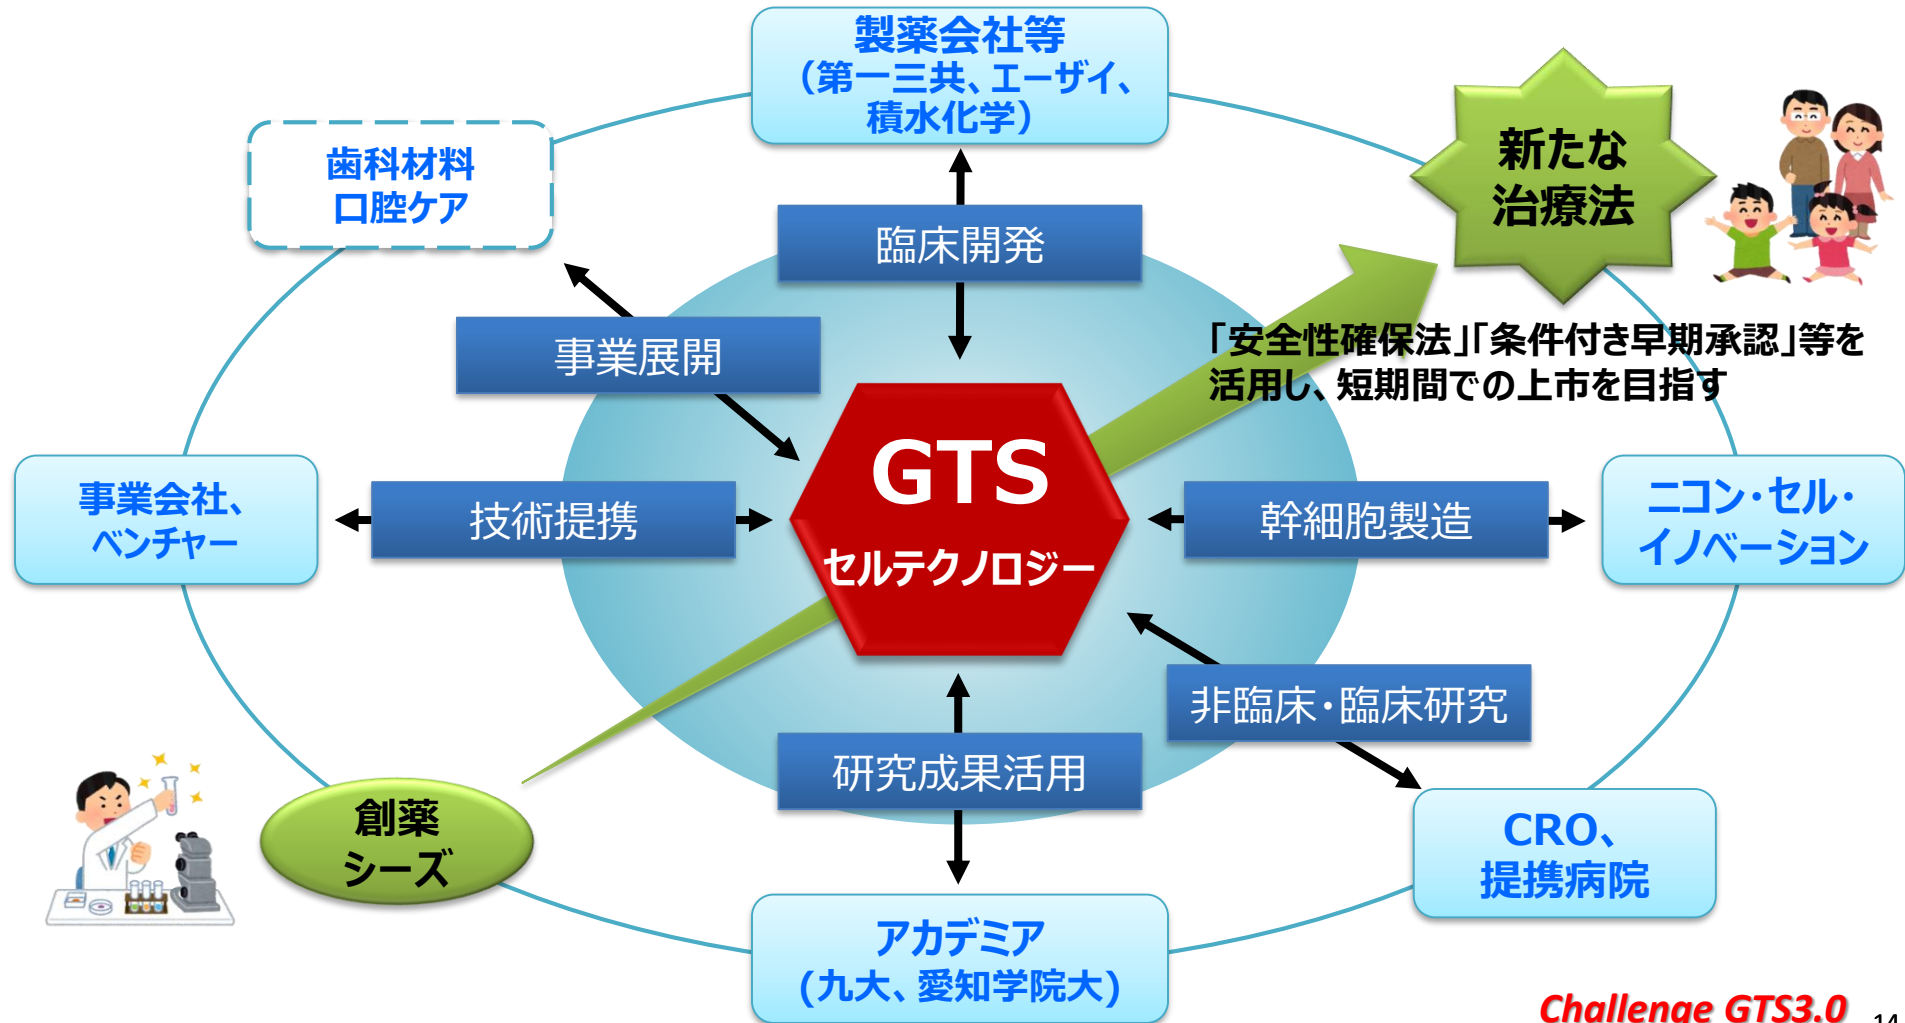 製薬会社等
（第一三共、エーザイ、
積水化学）
歯科材料
口腔ケア
新たな
治療法
臨床開発
事業展開
「安全性確保法」「条件付き早期承認」等を
活用し、短期間での上市を目指す
GTS
セルテクノロジー
事業会社、
ベンチャー
技術提携
幹細胞製造
ニコン・セル・
イノベーション
非臨床・臨床研究
研究成果活用
創薬
シーズ
CRO、
提携病院
アカデミア
(九大、愛知学院大)
Challenge GTS3.0
14